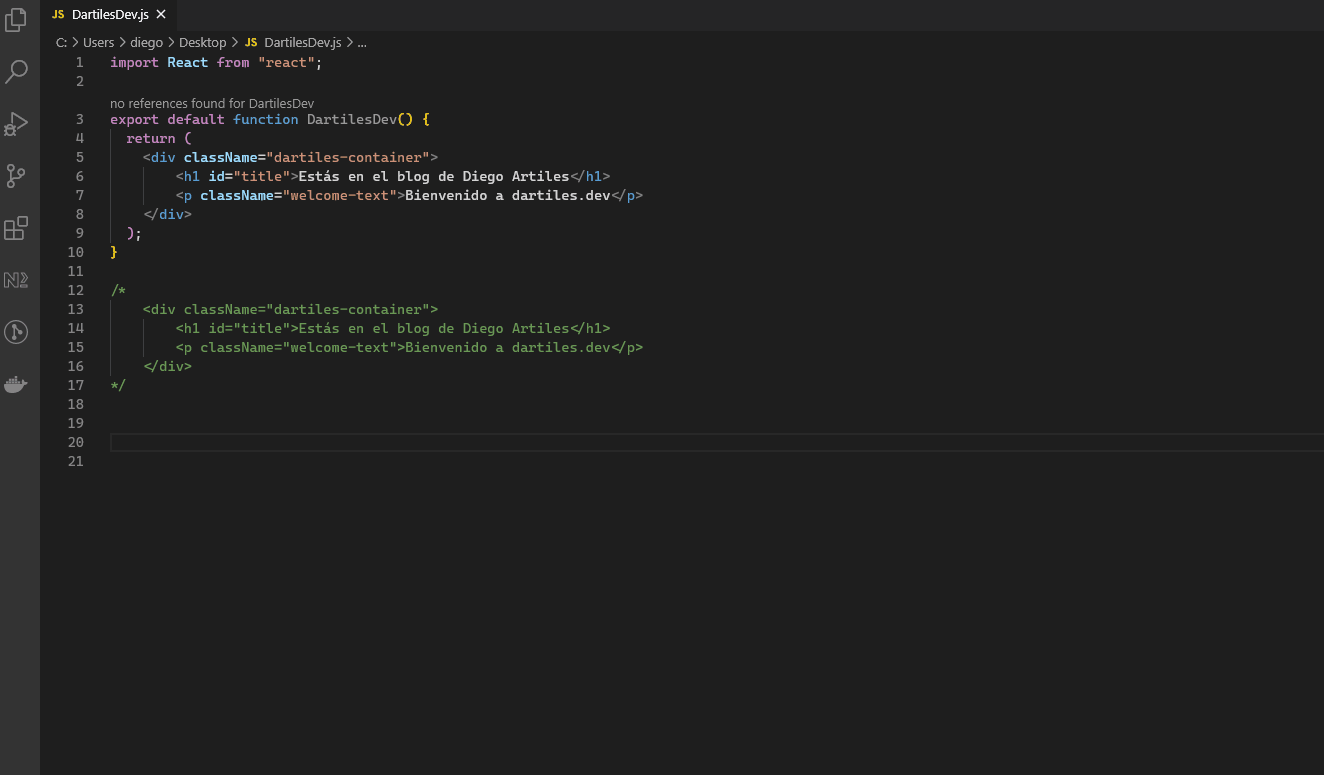 JS DartilesDev.js ×
C: > Users > diego > Desktop > JS DartilesDev.js > ...
1 import React from "react";
2
no references found for DartilesDev
3 export default function DartilesDev() {
4   return (
5     <div className="dartiles-container">
6         <h1 id="title">Estás en el blog de Diego Artiles</h1>
7         <p className="welcome-text">Bienvenido a dartiles.dev</p>
8     </div>
9   );
10 }
11
12 /*
13     <div className="dartiles-container">
14         <h1 id="title">Estás en el blog de Diego Artiles</h1>
15         <p className="welcome-text">Bienvenido a dartiles.dev</p>
16     </div>
17 */
18
19
20
21